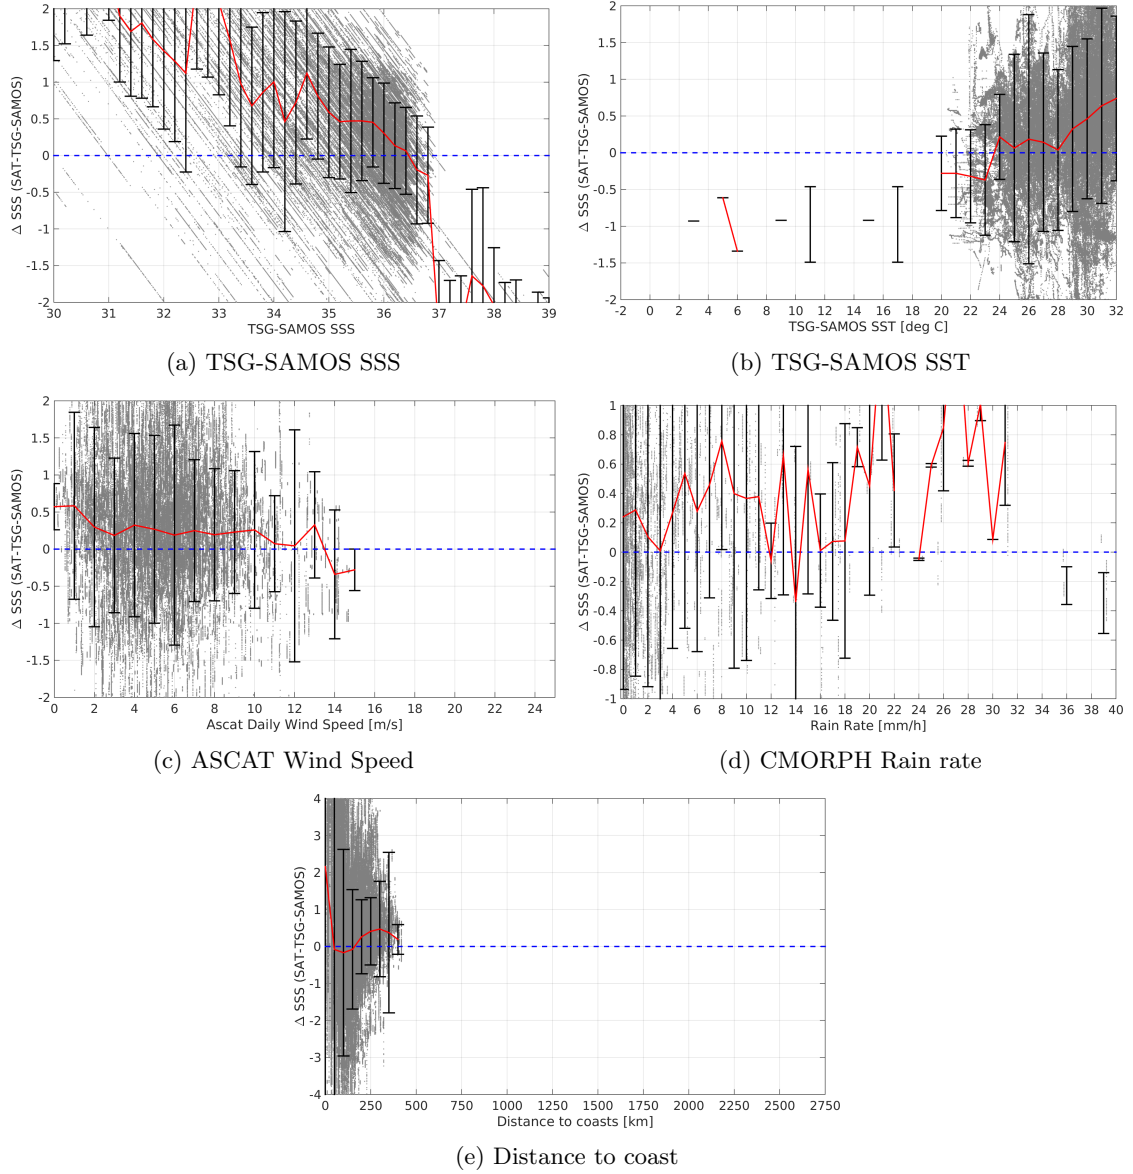 2
1.5
1
0.5
0
-0.5
-1
-1.5
-2
Δ SSS (SAT-TSG-SAMOS)
30 31 32 33 34 35 36 37 38 39
TSG-SAMOS SSS
(a) TSG-SAMOS SSS
2
1.5
1
0.5
0
-0.5
-1
-1.5
-2
Δ SSS (SAT-TSG-SAMOS)
-2 0 2 4 6 8 10 12 14 16 18 20 22 24 26 28 30 32
TSG-SAMOS SST [deg C]
(b) TSG-SAMOS SST
2
1.5
1
0.5
0
-0.5
-1
-1.5
-2
Δ SSS (SAT-TSG-SAMOS)
0 2 4 6 8 10 12 14 16 18 20 22 24
Ascat Daily Wind Speed [m/s]
(c) ASCAT Wind Speed
1
0.8
0.6
0.4
0.2
0
-0.2
-0.4
-0.6
-0.8
-1
Δ SSS (SAT-TSG-SAMOS)
0 2 4 6 8 10 12 14 16 18 20 22 24 26 28 30 32 34 36 38 40
Rain Rate [mm/h]
(d) CMORPH Rain rate
4
3
2
1
0
-1
-2
-3
-4
Δ SSS (SAT-TSG-SAMOS)
0 250 500 750 1000 1250 1500 1750 2000 2250 2500 2750
Distance to coasts [km]
(e) Distance to coast